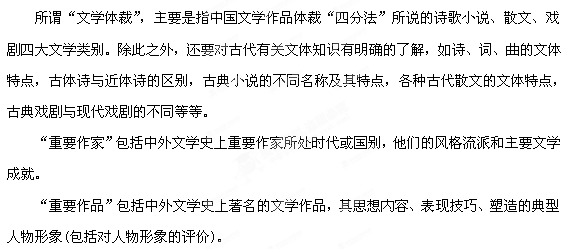 所谓“文学体裁”，主要是指中国文学作品体裁“四分法”所说的诗歌小说、散文、戏
剧四大文学类别。除此之外，还要对古代有关文体知识有明确的了解，如诗、词、曲的文体
特点，古体诗与近体诗的区别，古典小说的不同名称及其特点，各种古代散文的文体特点，
古典戏剧与现代戏剧的不同等等。
“重要作家”包括中外文学史上重要作家所处时代或国别，他们的风格流派和主要文学
成就。
“重要作品”包括中外文学史上著名的文学作品，其思想内容、表现技巧、塑造的典型
人物形象(包括对人物形象的评价)。